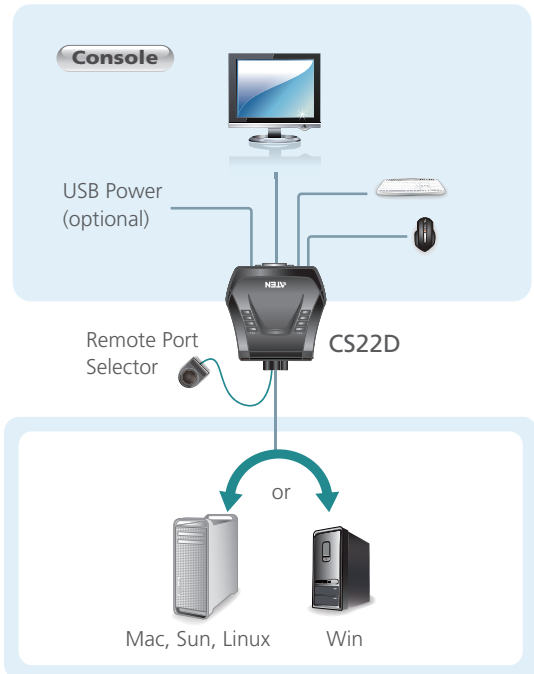 Console
USB Power
(optional)
ATEN
CS22D
Remote Port
Selector
or
Mac, Sun, Linux
Win